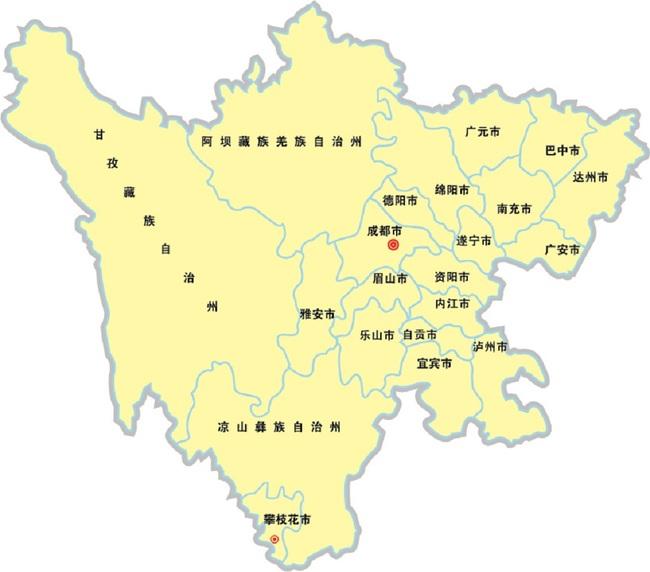 广元市
巴中市
甘孜藏族自治州
阿坝藏族羌族自治州
达州市
绵阳市
德阳市
南充市
成都市
遂宁市
广安市
眉山市
资阳市
内江市
雅安市
乐山市
自贡市
泸州市
宜宾市
凉山彝族自治州
攀枝花市